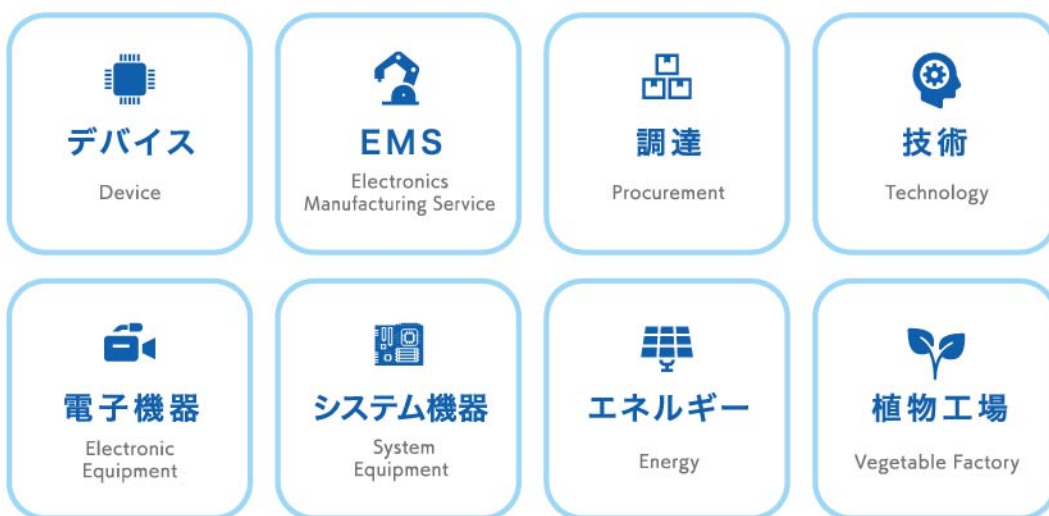 デバイス
Device
EMS
Electronics
Manufacturing Service
調達
Procurement
技術
Technology
電子機器
Electronic
Equipment
システム機器
System
Equipment
エネルギー
Energy
植物工場
Vegetable Factory